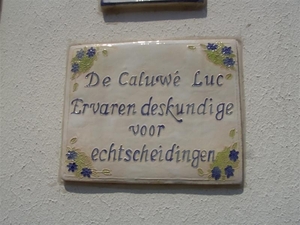 De Caluwé Luc
Ervaren deskundige
voor
echtscheidingen